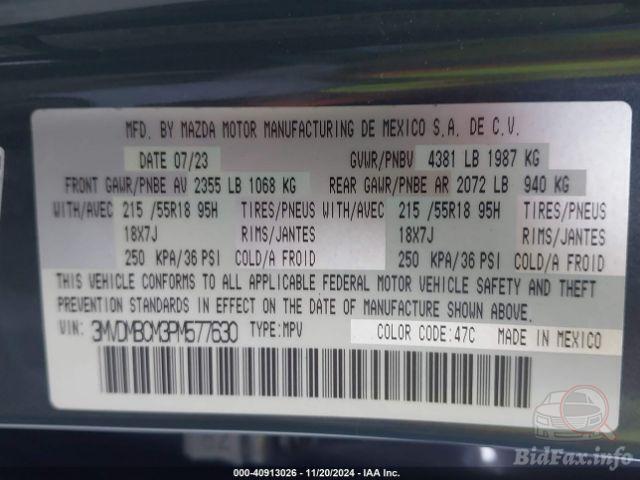 MFD. BY MAZDA MOTOR MANUFACTURING DE MEXICO S.A. DE C.V.
DATE 07/23 GVWR/PNBV 4381 LB 1987 KG
FRONT GAWR/PNBE AV 2355 LB 1068 KG REAR GAWR/PNBE AR 2072 LB 940 KG
WITH/AVEC 215 /55R18 95H TIRES/PNEUS WITH/AVEC 215 /55R18 95H TIRES/PNEUS
18X7J RIMS/JANTES 18X7J RIMS/JANTES
250 KPA/36 PSI COLD/A FROID 250 KPA/36 PSI COLD/A FROID
THIS VEHICLE CONFORMS TO ALL APPLICABLE FEDERAL MOTOR VEHICLE SAFETY AND THEFT
PREVENTION STANDARDS IN EFFECT ON THE DATE OF MANUFACTURE SHOWN ABOVE.
VIN: 3MVDMBCM3PM577630 TYPE:MPV COLOR CODE:47C MADE IN MEXICO
BidFax.info
000-40913026 - 11/20/2024 - IAA Inc.